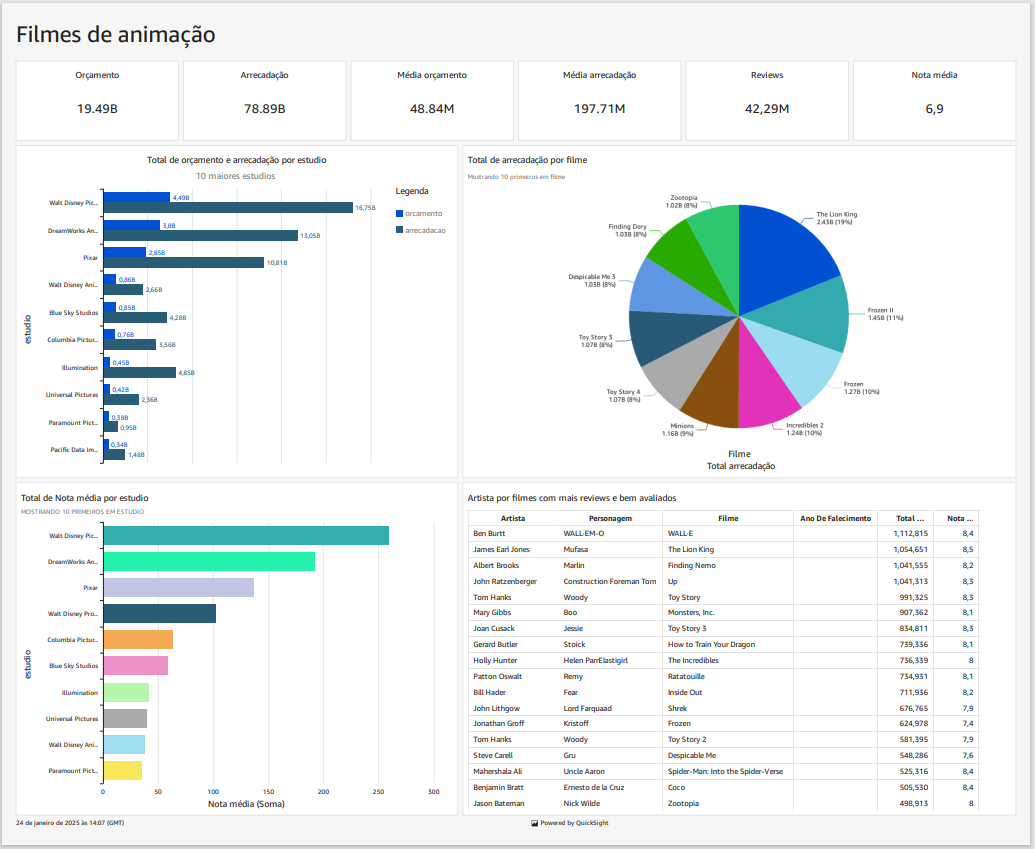 Filmes de animação
Orçamento
19.49B
Arrecadação
78.89B
Média orçamento
48.84M
Média arrecadação
197.71M
Reviews
42,29M
Nota média
6,9
Total de orçamento e arrecadação por estudio
10 maiores estudios
Legenda
orcamento
arrecadacao
estudio
Walt Disney Pic...
4,49B
16,75B
DreamWorks An...
3,8B
13,05B
Pixar
2,85B
10,81B
Walt Disney Ani...
0,86B
2,66B
Blue Sky Studios
0,85B
4,28B
Columbia Pictur...
0,76B
3,56B
Illumination
0,45B
4,85B
Universal Pictures
0,42B
2,36B
Paramount Pict...
0,38B
0,95B
Pacific Data Im...
0,34B
1,48B
Total de arrecadação por filme
Mostrando 10 primeiros em filme
Zootopia
1.02B (8%)
The Lion King
2.43B (19%)
Finding Dory
1.03B (8%)
Despicable Me 3
1.03B (8%)
Frozen II
1.45B (11%)
Toy Story 3
1.07B (8%)
Frozen
1.27B (10%)
Toy Story 4
1.07B (8%)
Minions
1.16B (9%)
Incredibles 2
1.24B (10%)
Filme
Total arrecadação
Total de Nota média por estudio
MOSTRANDO 10 PRIMEIROS EM ESTUDIO
estudio
Walt Disney Pic...
DreamWorks An...
Pixar
Walt Disney Pro...
Columbia Pictur...
Blue Sky Studios
Illumination
Universal Pictures
Walt Disney Ani...
Paramount Pict...
0 50 100 150 200 250 300
Nota média (Soma)
Artista por filmes com mais reviews e bem avaliados
Artista Personagem Filme Ano De Falecimento Total ... Nota ...
Ben Burtt WALL-EM-O WALL-E 1,112,815 8,4
James Earl Jones Mufasa The Lion King 1,054,651 8,5
Albert Brooks Marlin Finding Nemo 1,041,555 8,2
John Ratzenberger Construction Foreman Tom Up 1,041,313 8,3
Tom Hanks Woody Toy Story 991,325 8,3
Mary Gibbs Boo Monsters, Inc. 907,362 8,1
Joan Cusack Jessie Toy Story 3 834,811 8,3
Gerard Butler Stoick How to Train Your Dragon 739,336 8,1
Holly Hunter Helen ParrElastigirl The Incredibles 736,339 8
Patton Oswalt Remy Ratatouille 734,931 8,1
Bill Hader Fear Inside Out 711,936 8,2
John Lithgow Lord Farquaad Shrek 676,765 7,9
Jonathan Groff Kristoff Frozen 624,978 7,4
Tom Hanks Woody Toy Story 2 581,395 7,9
Steve Carell Gru Despicable Me 548,286 7,6
Mahershala Ali Uncle Aaron Spider-Man: Into the Spider-Verse 525,316 8,4
Benjamin Bratt Ernesto de la Cruz Coco 505,530 8,4
Jason Bateman Nick Wilde Zootopia 498,913 8
24 de janeiro de 2025 às 14:07 (GMT)
Powered by QuickSight